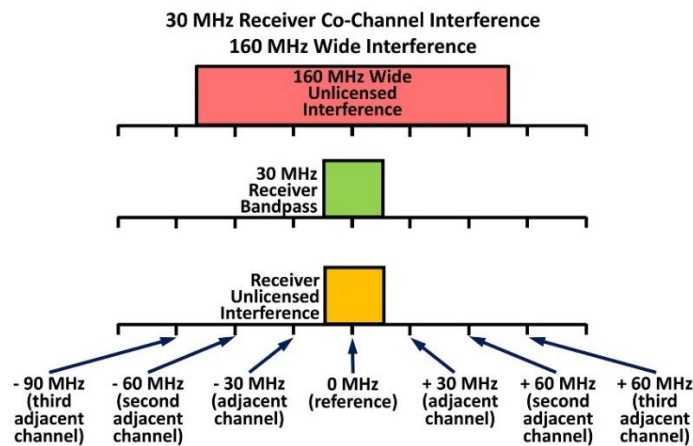 30 MHz Receiver Co-Channel Interference
160 MHz Wide Interference
160 MHz Wide
Unlicensed
Interference
30 MHz
Receiver
Bandpass
Receiver
Unlicensed
Interference
- 90 MHz
(third
adjacent
channel)
- 60 MHz
(second
adjacent
channel)
- 30 MHz
(adjacent
channel)
0 MHz
(reference)
+ 30 MHz
(adjacent
channel)
+ 60 MHz
(second
adjacent
channel)
+ 60 MHz
(third
adjacent
channel)